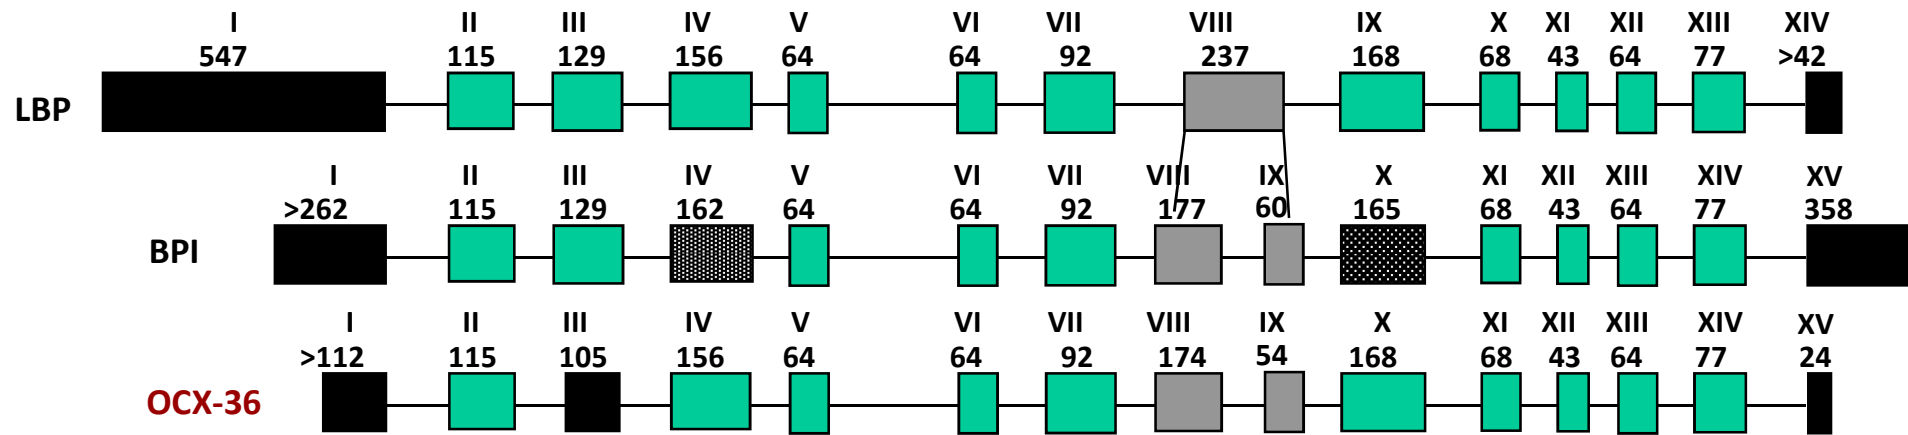 I II III IV V VI VII VIII IX X XI XII XIII XIV
547 115 129 156 64 64 92 237 168 68 43 64 77 >42
LBP
I II III IV V VI VII VIII IX X XI XII XIII XIV XV
>262 115 129 162 64 64 92 177 60 165 68 43 64 77 358
BPI
I II III IV V VI VII VIII IX X XI XII XIII XIV XV
>112 115 105 156 64 64 92 174 54 168 68 43 64 77 24
OCX-36